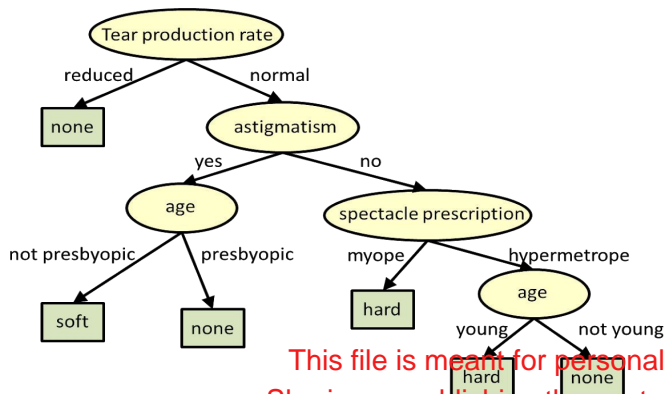 Tear production rate
reduced
normal
none
astigmatism
yes
no
age
spectacle prescription
not presbyopic
presbyopic
myope
hypermetrope
soft
none
hard
age
young
not young
hard
none
This file is meant for personal